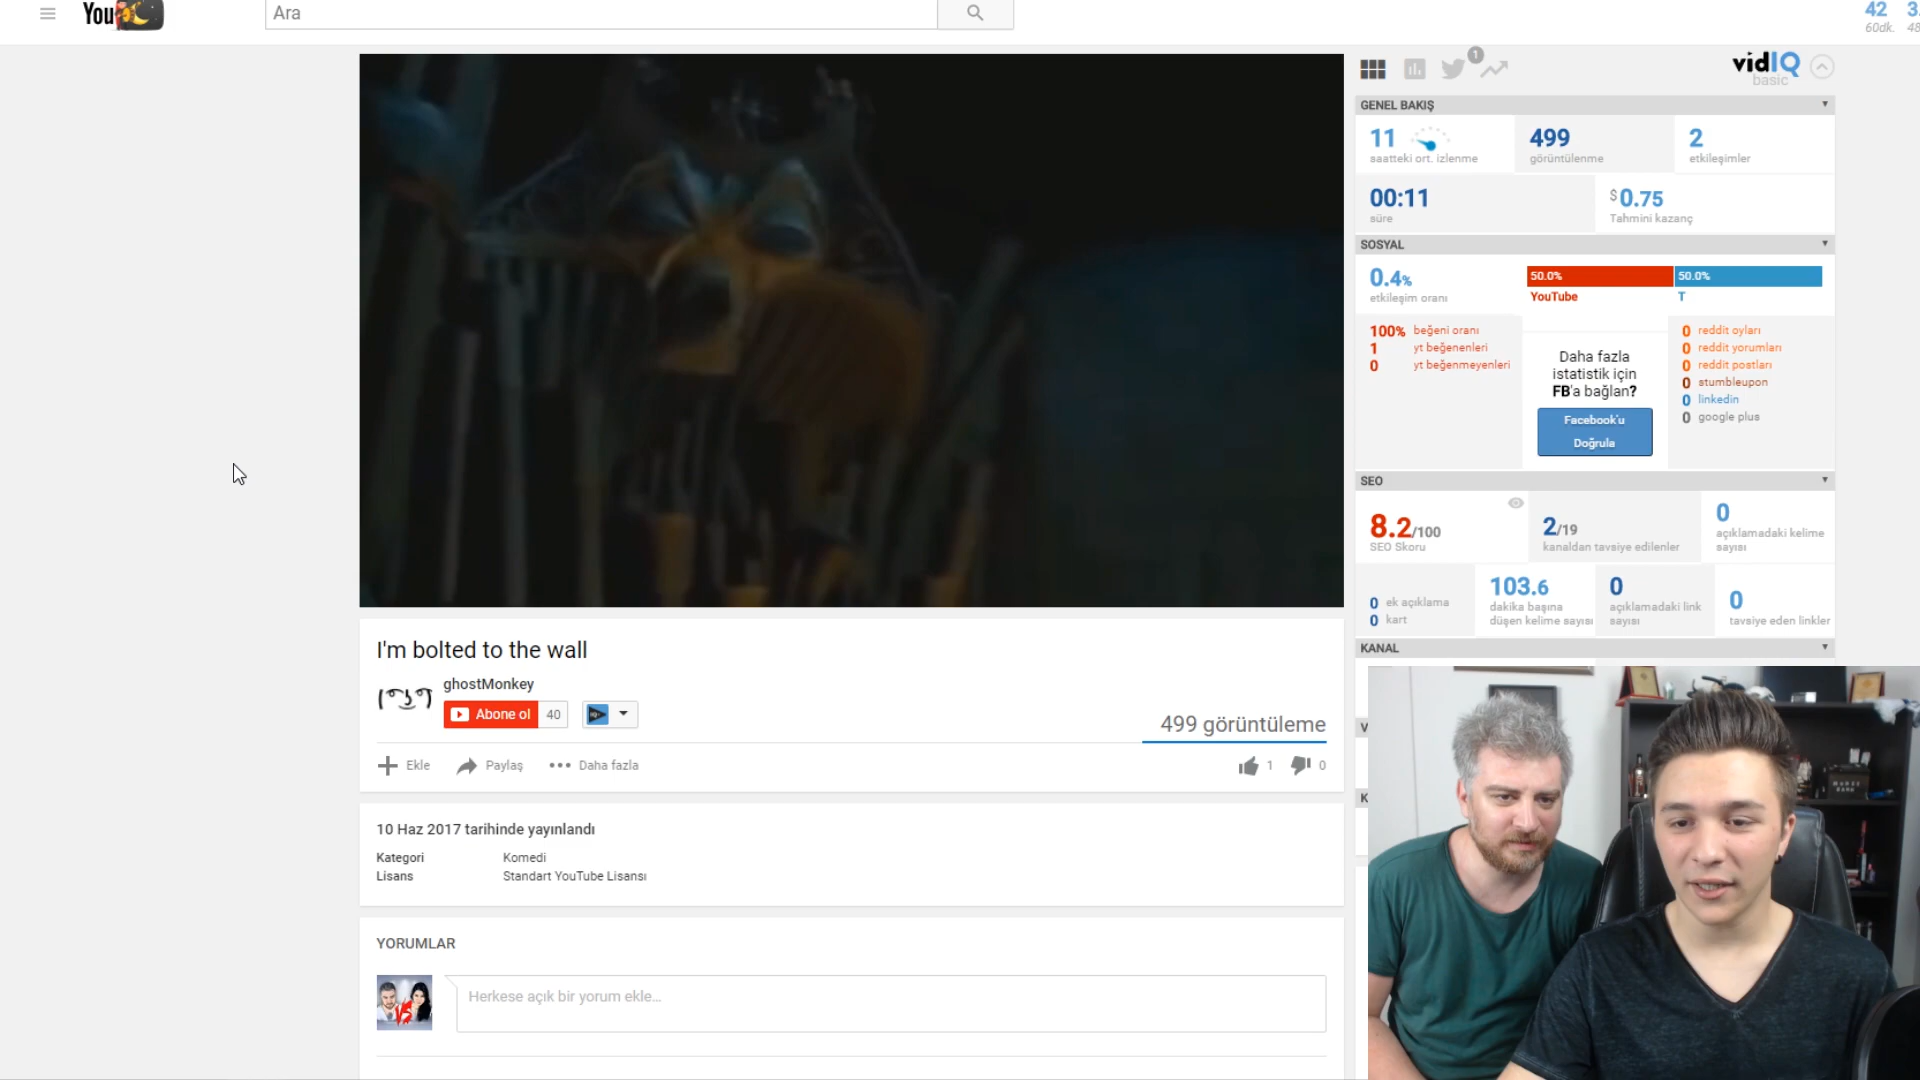 You
Ara
42
60dk.
3.
48
1
vidIQ
basic
GENEL BAKIŞ
11
saatteki ort. izlenme
499
görüntülenme
2
etkileşimler
00:11
süre
$0.75
Tahmini kazanç
SOSYAL
0.4%
etkileşim oranı
50.0%
50.0%
YouTube
T
100% beğeni oranı
1 yt beğenenleri
0 yt beğenmeyenleri
Daha fazla
istatistik için
FB'a bağlan?
Facebook'u
Doğrula
0 reddit oyları
0 reddit yorumları
0 reddit postları
0 stumbleupon
0 linkedin
0 google plus
SEO
8.2/100
SEO Skoru
2/19
kanaldan tavsiye edilenler
0
açıklamadaki kelime
sayısı
0 ek açıklama
0 kart
103.6
dakika başına
düşen kelime sayısı
0
açıklamadaki link
sayısı
0
tavsiye eden linkler
KANAL
V
K
I'm bolted to the wall
ghostMonkey
Abone ol 40
499 görüntüleme
Ekle
Paylaş
Daha fazla
1
0
10 Haz 2017 tarihinde yayınlandı
Kategori Komedi
Lisans Standart YouTube Lisansı
YORUMLAR
VS
Herkese açık bir yorum ekle...